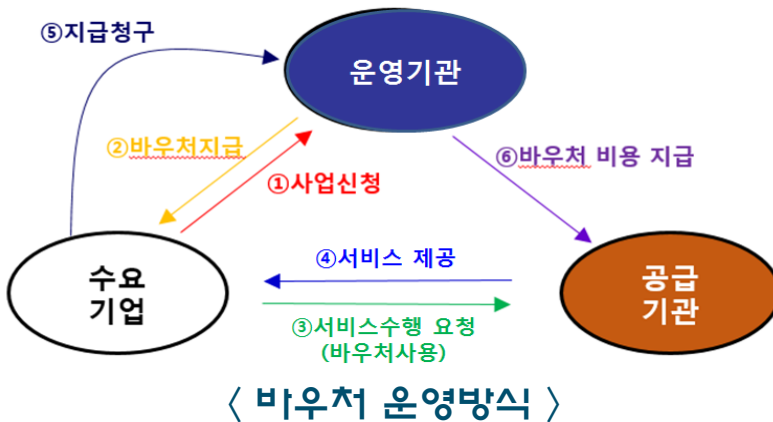 ⑤지급청구
운영기관
②바우처지급
①사업신청
⑥바우처 비용 지급
수요
기업
④서비스 제공
③서비스수행 요청
(바우처사용)
공급
기관
< 바우처 운영방식 >